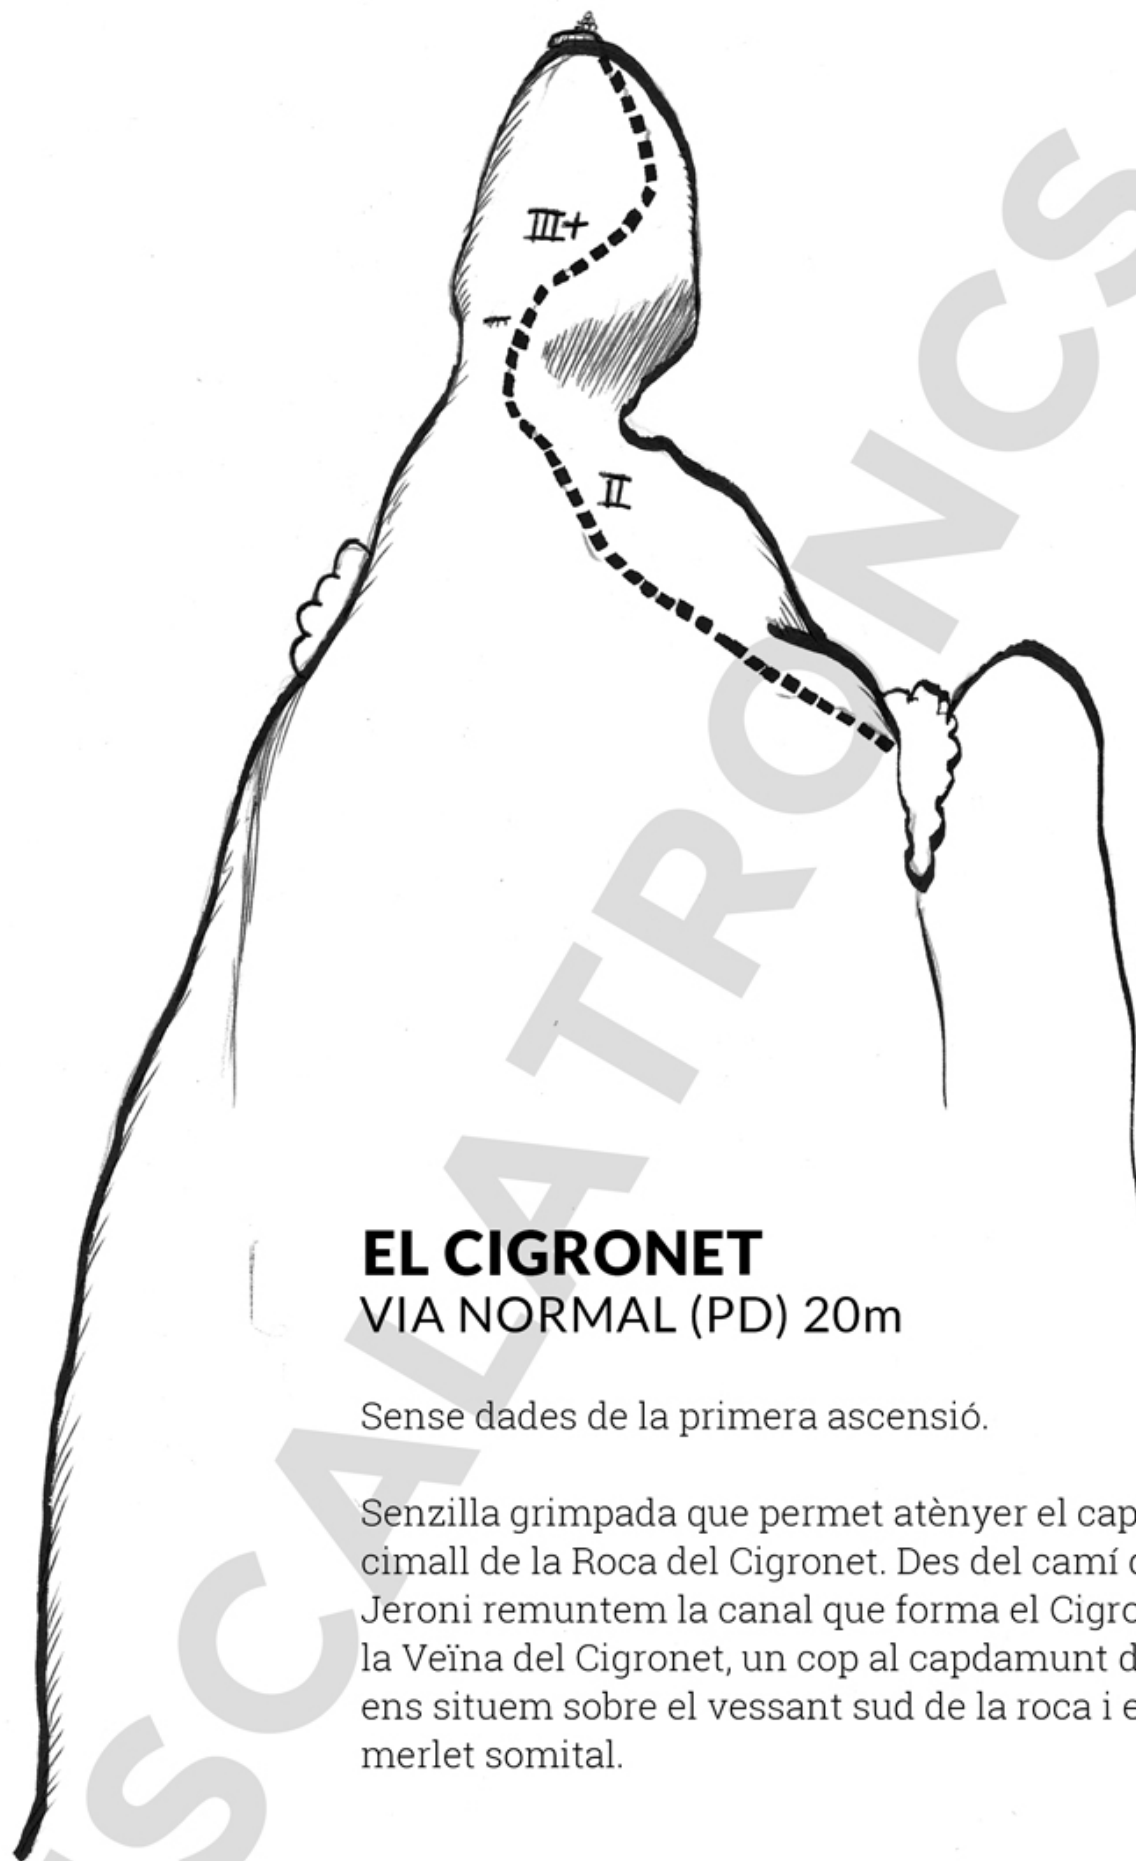 III+
II
EL CIGRONET
VIA NORMAL (PD) 20m
Sense dades de la primera ascensió.
Senzilla grimpada que permet atènyer el cap
cimall de la Roca del Cigronet. Des del camí
Jeroni remuntem la canal que forma el Cigro
la Veïna del Cigronet, un cop al capdamunt d
ens situem sobre el vessant sud de la roca i e
merlet somital.
SCALATRONCS